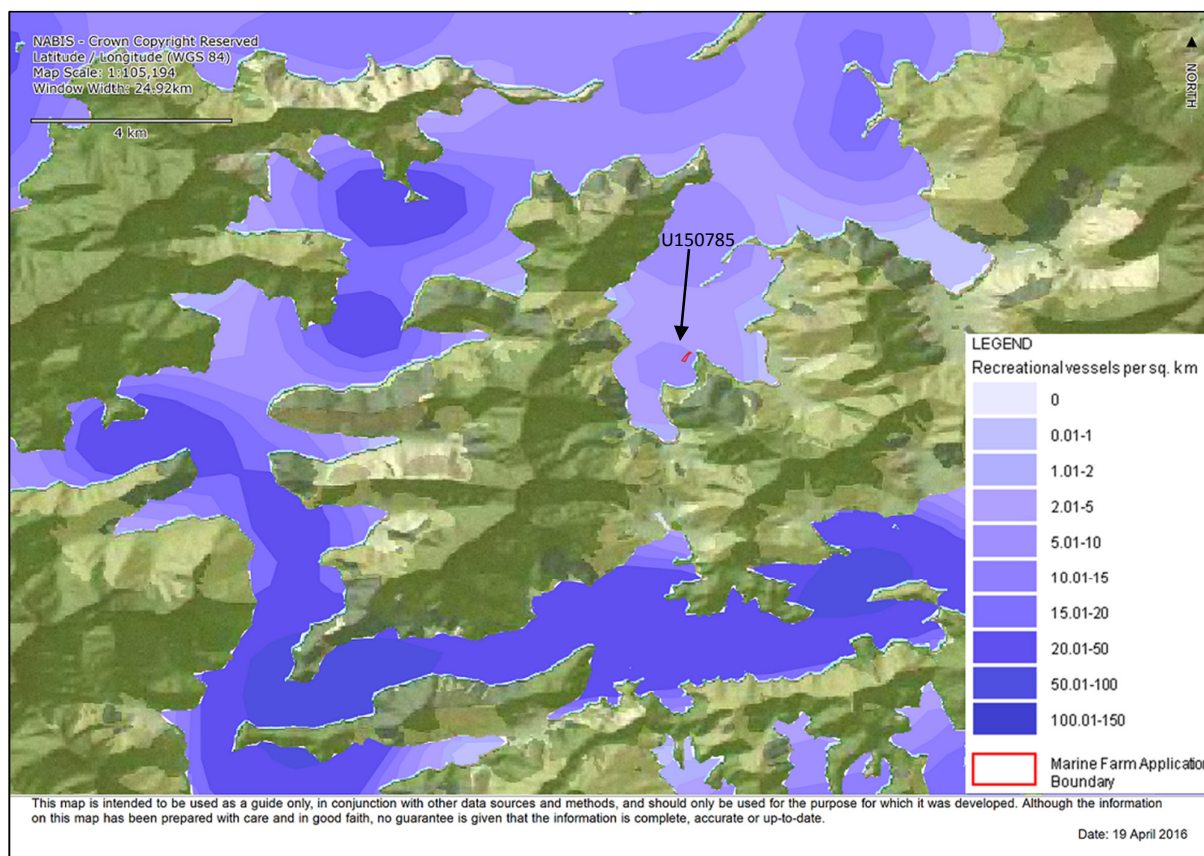 NABIS - Crown Copyright Reserved
Latitude / Longitude (WGS 84)
Map Scale: 1:105,194
Window Width: 24.92km
4 km
NORTH
U150785
LEGEND
Recreational vessels per sq. km
0
0.01-1
1.01-2
2.01-5
5.01-10
10.01-15
15.01-20
20.01-50
50.01-100
100.01-150
Marine Farm Application
Boundary
This map is intended to be used as a guide only, in conjunction with other data sources and methods, and should only be used for the purpose for which it was developed. Although the information
on this map has been prepared with care and in good faith, no guarantee is given that the information is complete, accurate or up-to-date.
Date: 19 April 2016